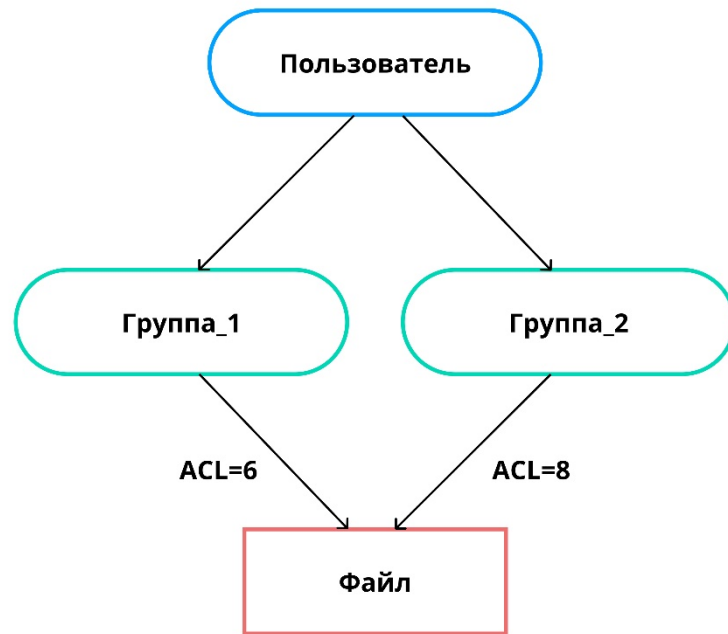 Пользователь
Группа_1
Группа_2
ACL=6
ACL=8
Файл